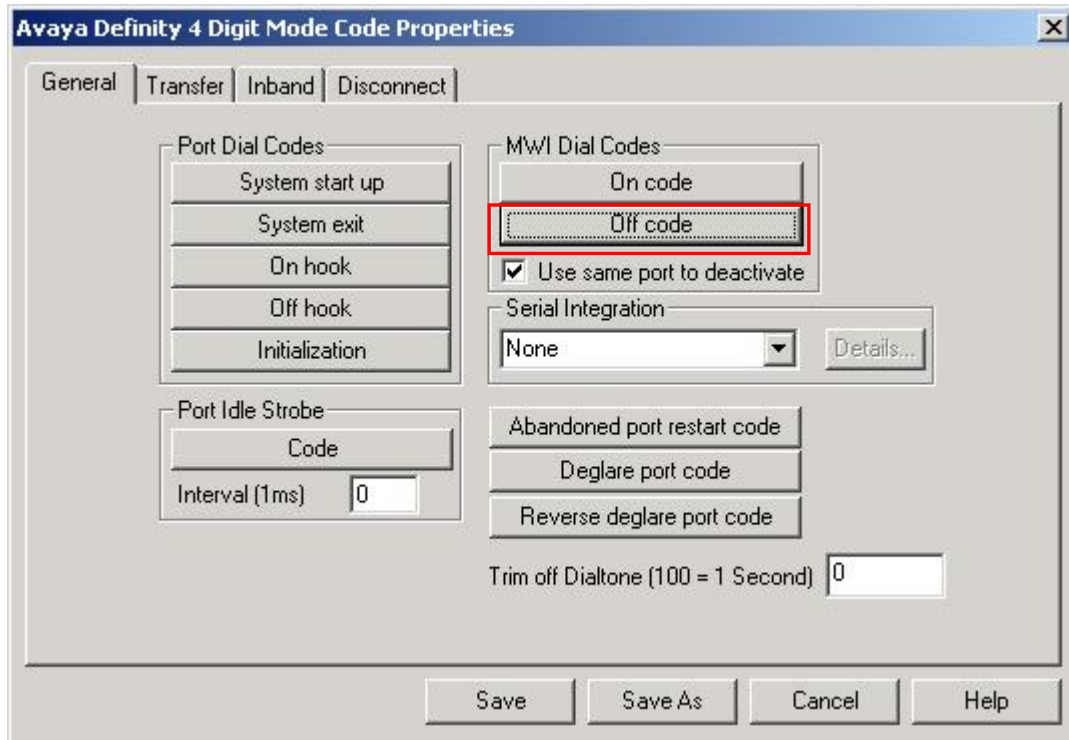 Avaya Definity 4 Digit Mode Code Properties
General
Transfer
Inband
Disconnect
Port Dial Codes
System start up
System exit
On hook
Off hook
Initialization
MWI Dial Codes
On code
Off code
Use same port to deactivate
Serial Integration
None
Details...
Port Idle Strobe
Code
Interval (1ms) 0
Abandoned port restart code
Deglare port code
Reverse deglare port code
Trim off Dialtone (100 = 1 Second) 0
Save
Save As
Cancel
Help